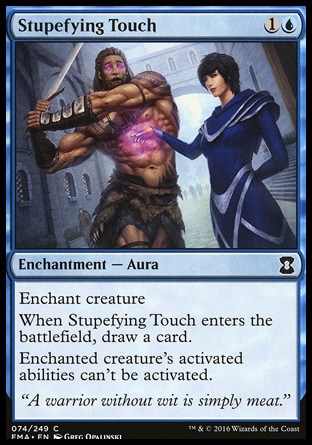 Stupefying Touch 1
Enchantment — Aura
Enchant creature
When Stupefying Touch enters the
battlefield, draw a card.
Enchanted creature's activated
abilities can't be activated.
"A warrior without wit is simply meat."
074/249 C
EMA • EN Greg Opalinski
™ & © 2016 Wizards of the Coast